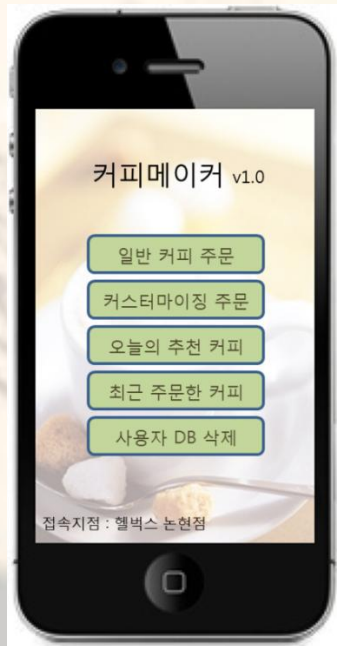 커피메이커 v1.0
일반 커피 주문
커스터마이징 주문
오늘의 추천 커피
최근 주문한 커피
사용자 DB 삭제
접속지점 : 헬벅스 논현점